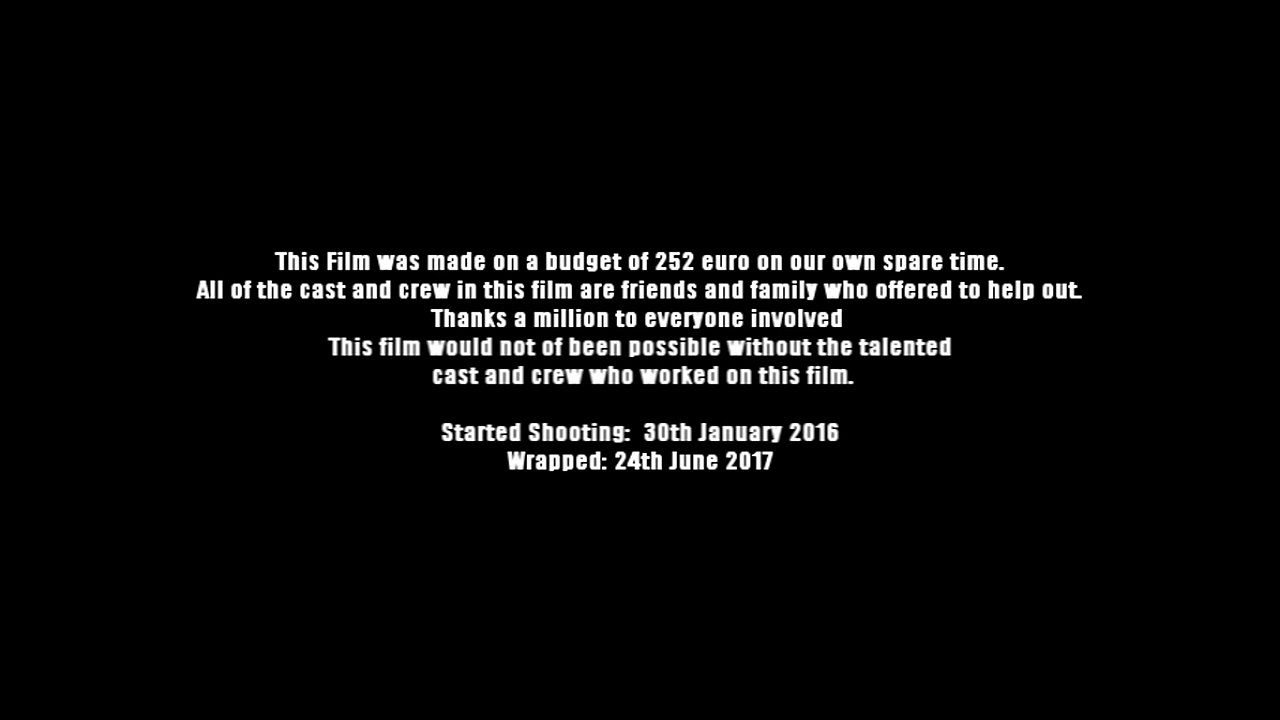 This Film was made on a budget of 252 euro on our own spare time.
All of the cast and crew in this film are friends and family who offered to help out.
Thanks a million to everyone involved
This film would not of been possible without the talented
cast and crew who worked on this film.
Started Shooting:  30th January 2016
Wrapped: 24th June 2017